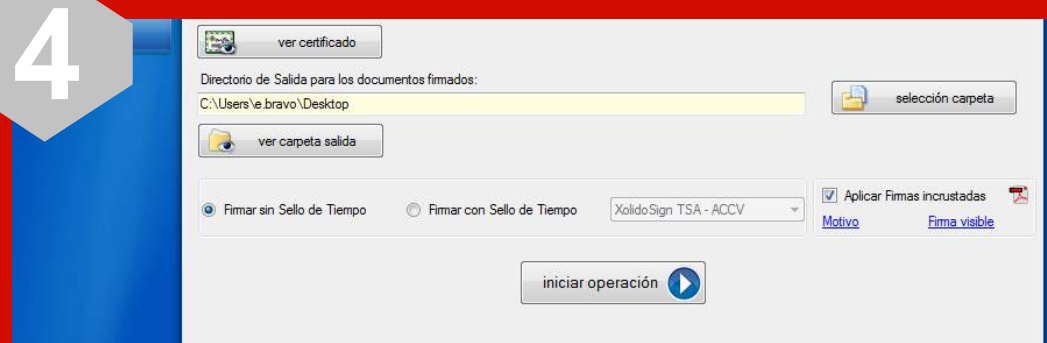 4
ver certificado
Directorio de Salida para los documentos firmados:
C:\Users\e.bravo\Desktop
selección carpeta
ver carpeta salida
Firmar sin Sello de Tiempo
Firmar con Sello de Tiempo
XolidoSign TSA - ACCV
Aplicar Firmas incrustadas
Motivo
Firma visible
iniciar operación